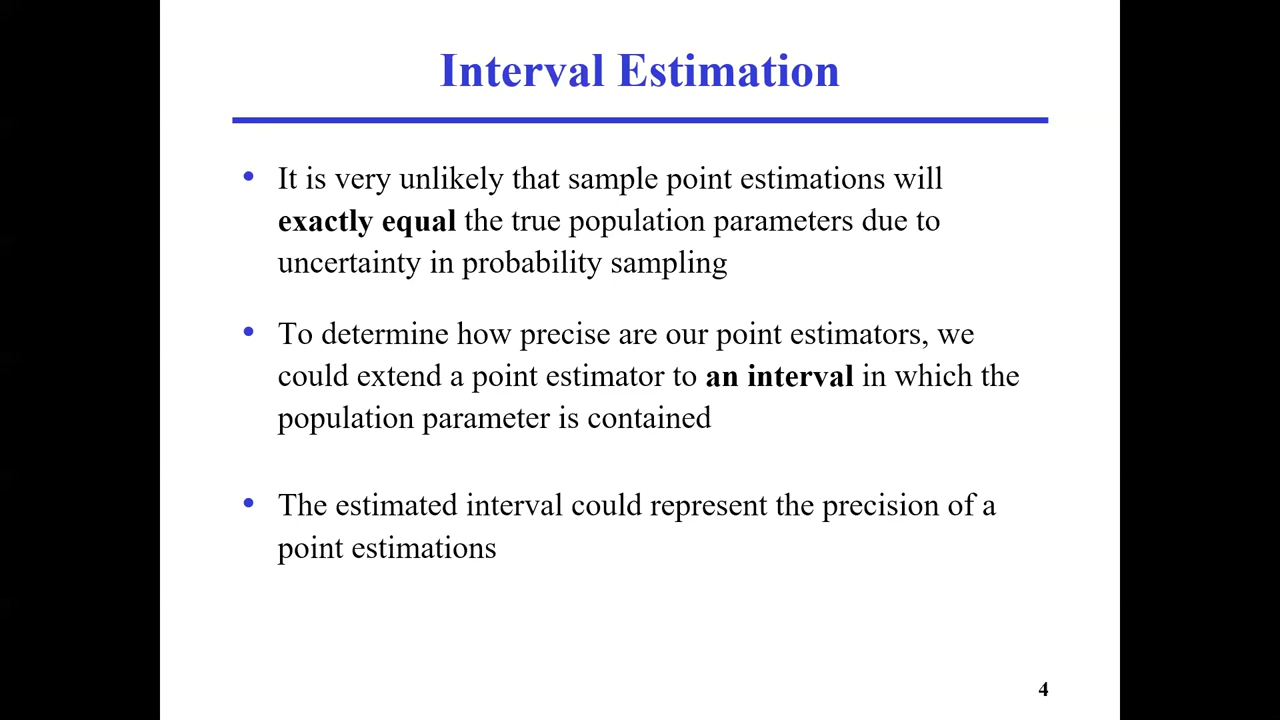 Interval Estimation
• It is very unlikely that sample point estimations will
exactly equal the true population parameters due to
uncertainty in probability sampling
• To determine how precise are our point estimators, we
could extend a point estimator to an interval in which the
population parameter is contained
• The estimated interval could represent the precision of a
point estimations
4